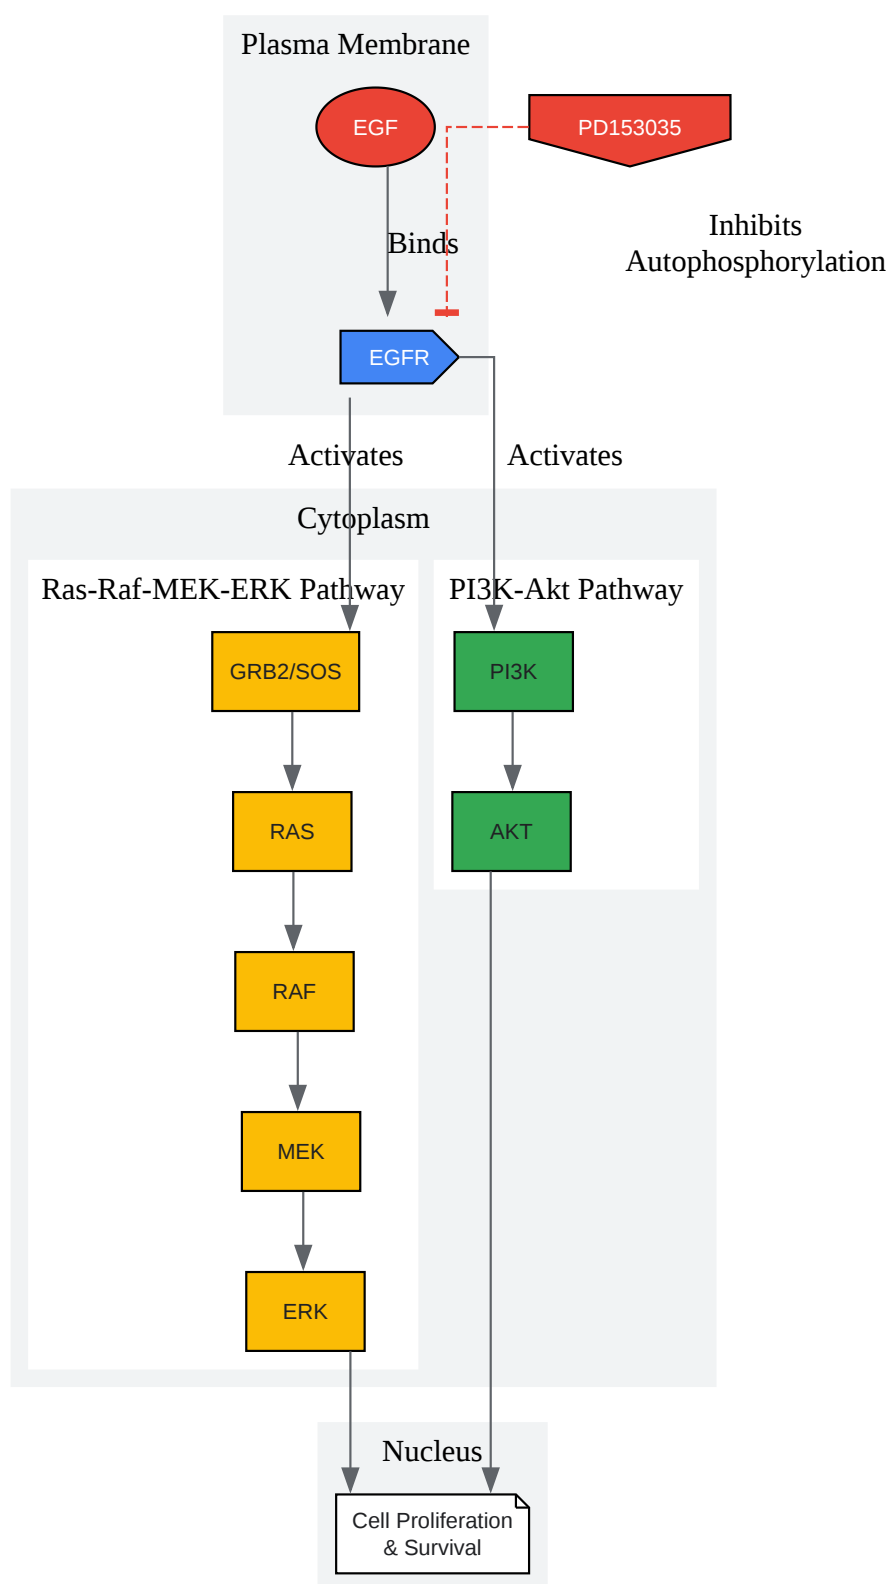 Plasma Membrane
EGF
PD153035
Binds
Inhibits
Autophosphorylation
EGFR
Activates
Activates
Cytoplasm
Ras-Raf-MEK-ERK Pathway
PI3K-Akt Pathway
GRB2/SOS
PI3K
RAS
AKT
RAF
MEK
ERK
Nucleus
Cell Proliferation
& Survival